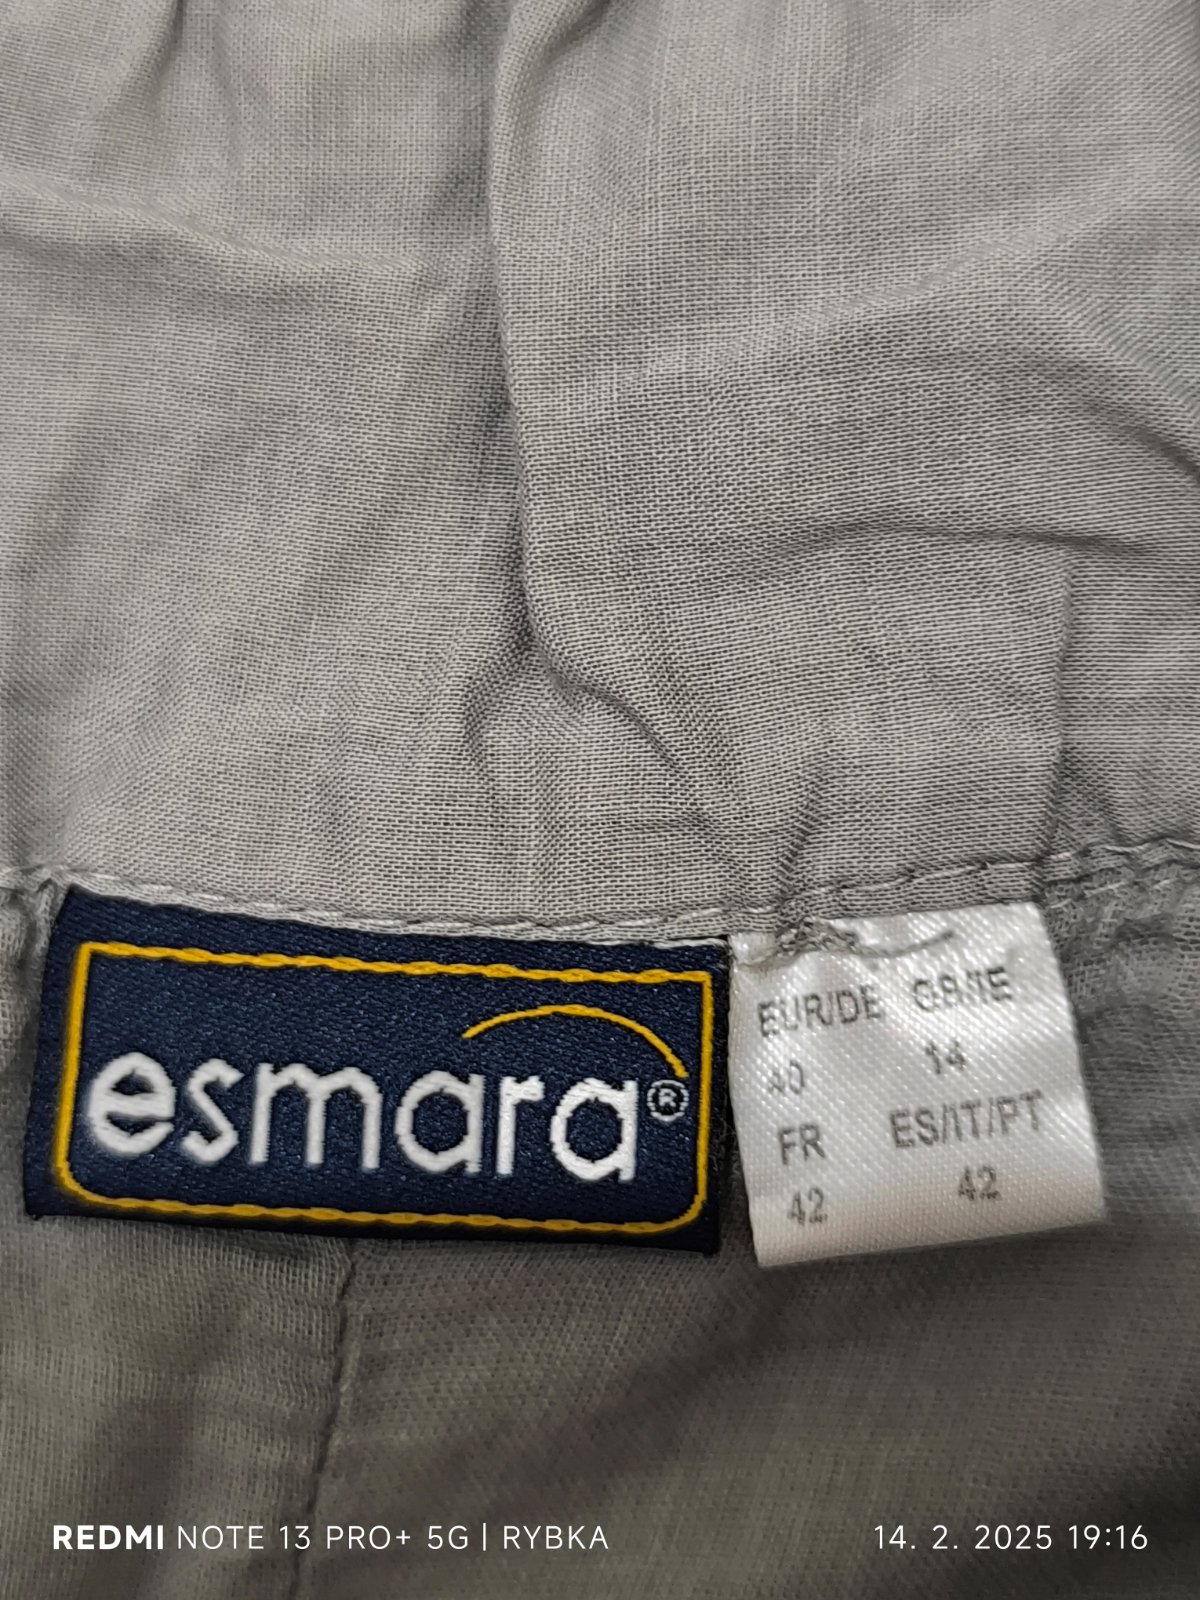 esmara®
EUR/DE GB/IE
40 14
FR ES/IT/PT
42 42
REDMI NOTE 13 PRO+ 5G | RYBKA
14. 2. 2025 19:16